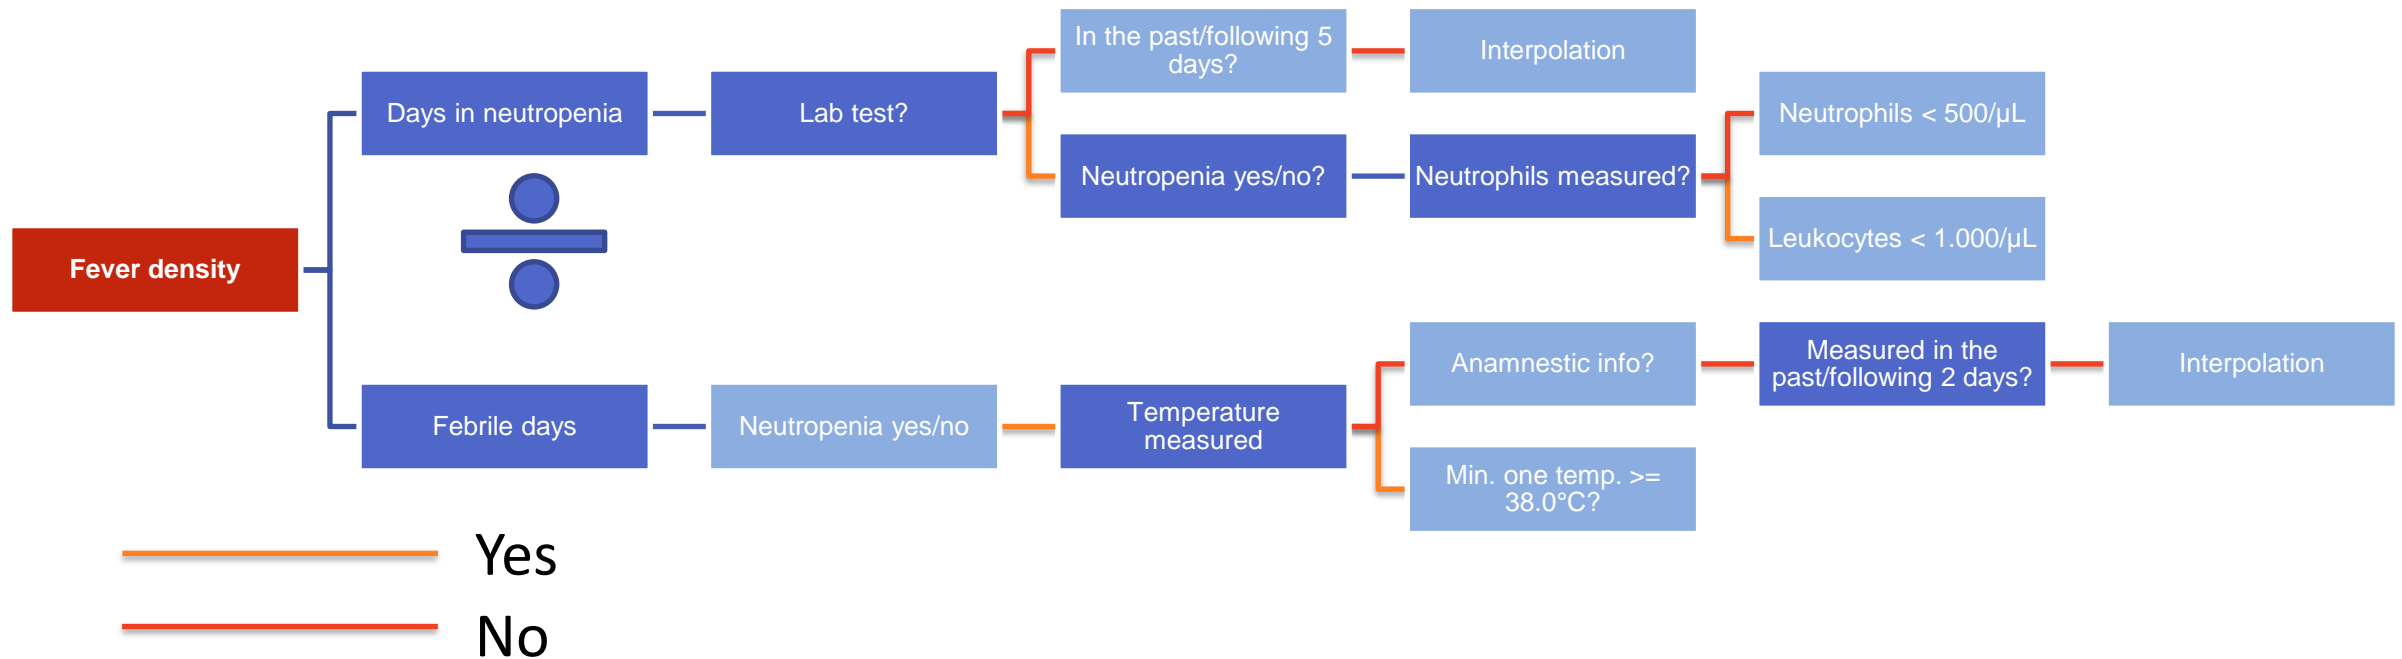 In the past/following 5
days?
Interpolation
Days in neutropenia
Lab test?
Neutrophils < 500/µL
Neutropenia yes/no?
Neutrophils measured?
Leukocytes < 1.000/µL
Fever density
Anamnestic info?
Measured in the
past/following 2 days?
Interpolation
Febrile days
Neutropenia yes/no
Temperature
measured
Min. one temp. >=
38.0°C?
Yes
No